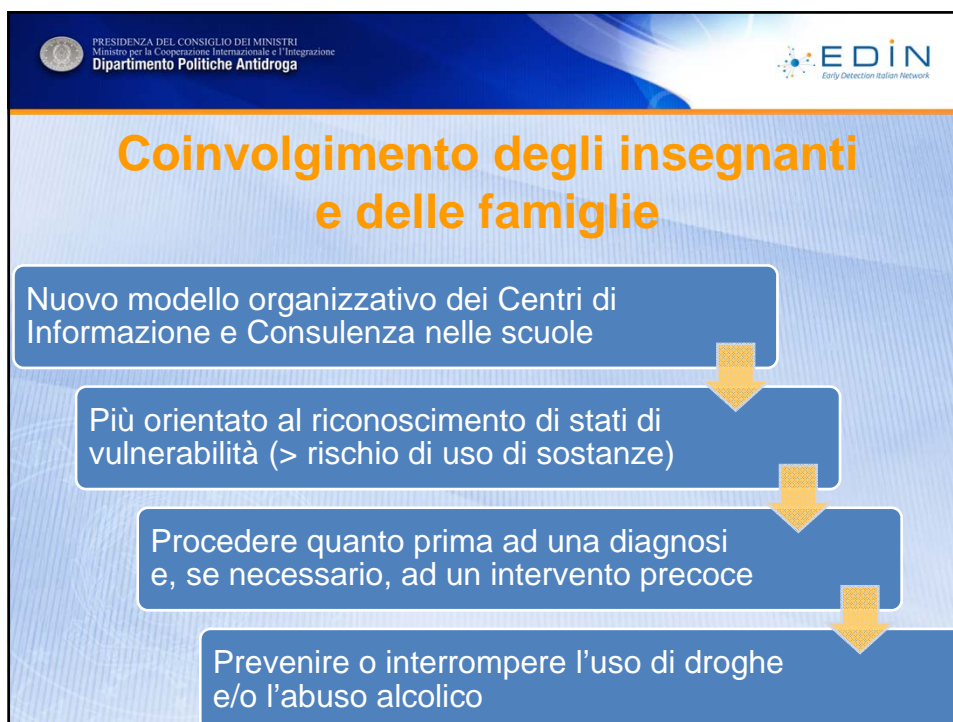 PRESIDENZA DEL CONSIGLIO DEI MINISTRI
Ministro per la Cooperazione Internazionale e l'Integrazione
Dipartimento Politiche Antidroga
EDIN
Early Detection Italian Network
Coinvolgimento degli insegnanti
e delle famiglie
Nuovo modello organizzativo dei Centri di
Informazione e Consulenza nelle scuole
Più orientato al riconoscimento di stati di
vulnerabilità (> rischio di uso di sostanze)
Procedere quanto prima ad una diagnosi
e, se necessario, ad un intervento precoce
Prevenire o interrompere l’uso di droghe
e/o l’abuso alcolico